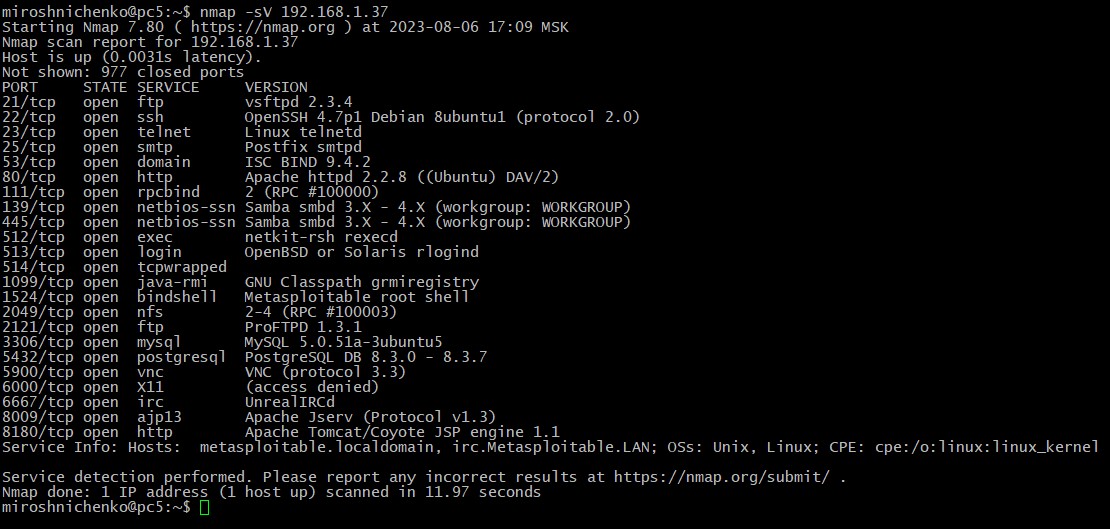 miroshnichenko@pc5:~$ nmap -sV 192.168.1.37
Starting Nmap 7.80 ( https://nmap.org ) at 2023-08-06 17:09 MSK
Nmap scan report for 192.168.1.37
Host is up (0.0031s latency).
Not shown: 977 closed ports
PORT     STATE SERVICE     VERSION
21/tcp   open  ftp         vsftpd 2.3.4
22/tcp   open  ssh         OpenSSH 4.7p1 Debian 8ubuntu1 (protocol 2.0)
23/tcp   open  telnet      Linux telnetd
25/tcp   open  smtp        Postfix smtpd
53/tcp   open  domain      ISC BIND 9.4.2
80/tcp   open  http        Apache httpd 2.2.8 ((Ubuntu) DAV/2)
111/tcp  open  rpcbind     2 (RPC #100000)
139/tcp  open  netbios-ssn Samba smbd 3.X - 4.X (workgroup: WORKGROUP)
445/tcp  open  netbios-ssn Samba smbd 3.X - 4.X (workgroup: WORKGROUP)
512/tcp  open  exec        netkit-rsh rexecd
513/tcp  open  login       OpenBSD or Solaris rlogind
514/tcp  open  tcpwrapped
1099/tcp open  java-rmi    GNU Classpath grmiregistry
1524/tcp open  bindshell   Metasploitable root shell
2049/tcp open  nfs         2-4 (RPC #100003)
2121/tcp open  ftp         ProFTPD 1.3.1
3306/tcp open  mysql       MySQL 5.0.51a-3ubuntu5
5432/tcp open  postgresql  PostgreSQL DB 8.3.0 - 8.3.7
5900/tcp open  vnc         VNC (protocol 3.3)
6000/tcp open  X11         (access denied)
6667/tcp open  irc         UnrealIRCd
8009/tcp open  ajp13       Apache Jserv (Protocol v1.3)
8180/tcp open  http        Apache Tomcat/Coyote JSP engine 1.1
Service Info: Hosts:  metasploitable.localdomain, irc.Metasploitable.LAN; OSs: Unix, Linux; CPE: cpe:/o:linux:linux_kernel
Service detection performed. Please report any incorrect results at https://nmap.org/submit/ .
Nmap done: 1 IP address (1 host up) scanned in 11.97 seconds
miroshnichenko@pc5:~$